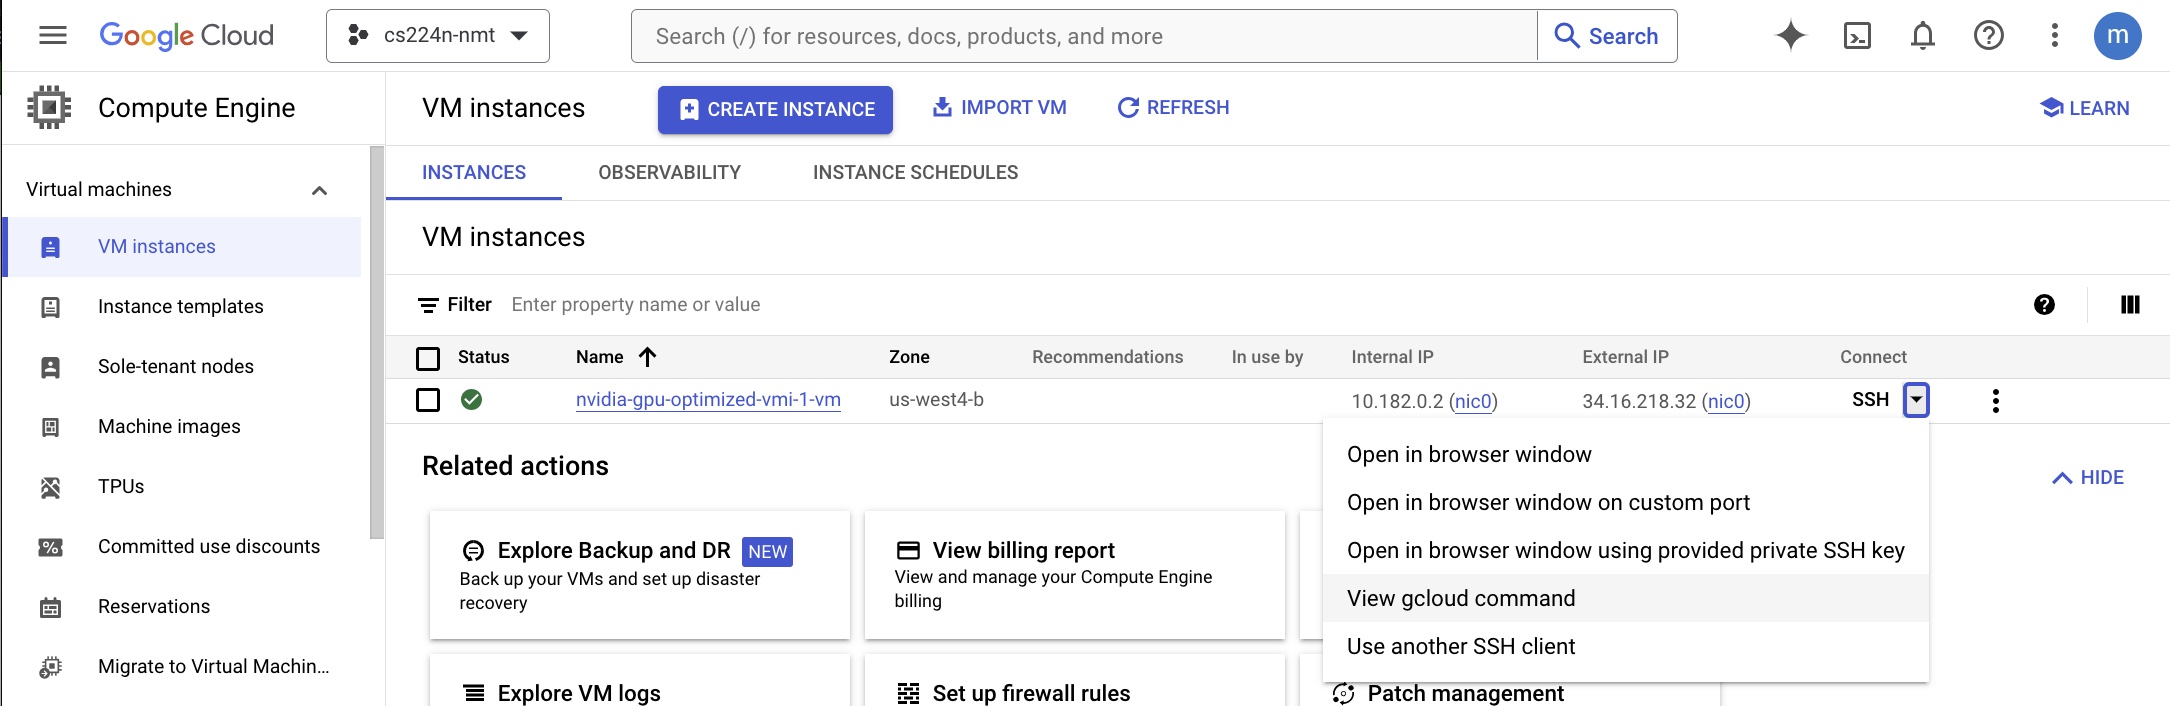 Google Cloud
cs224n-nmt
Search (/) for resources, docs, products, and more
Search
m
Compute Engine
VM instances
CREATE INSTANCE
IMPORT VM
REFRESH
LEARN
Virtual machines
VM instances
Instance templates
Sole-tenant nodes
Machine images
TPUs
Committed use discounts
Reservations
Migrate to Virtual Machin...
INSTANCES
OBSERVABILITY
INSTANCE SCHEDULES
VM instances
Filter Enter property name or value
Status Name Zone Recommendations In use by Internal IP External IP Connect
nvidia-gpu-optimized-vmi-1-vm us-west4-b 10.182.0.2 (nic0) 34.16.218.32 (nic0) SSH
Open in browser window
Open in browser window on custom port
Open in browser window using provided private SSH key
View gcloud command
Use another SSH client
Related actions
HIDE
Explore Backup and DR NEW
Back up your VMs and set up disaster
recovery
View billing report
View and manage your Compute Engine
billing
Explore VM logs
Set up firewall rules
Patch management